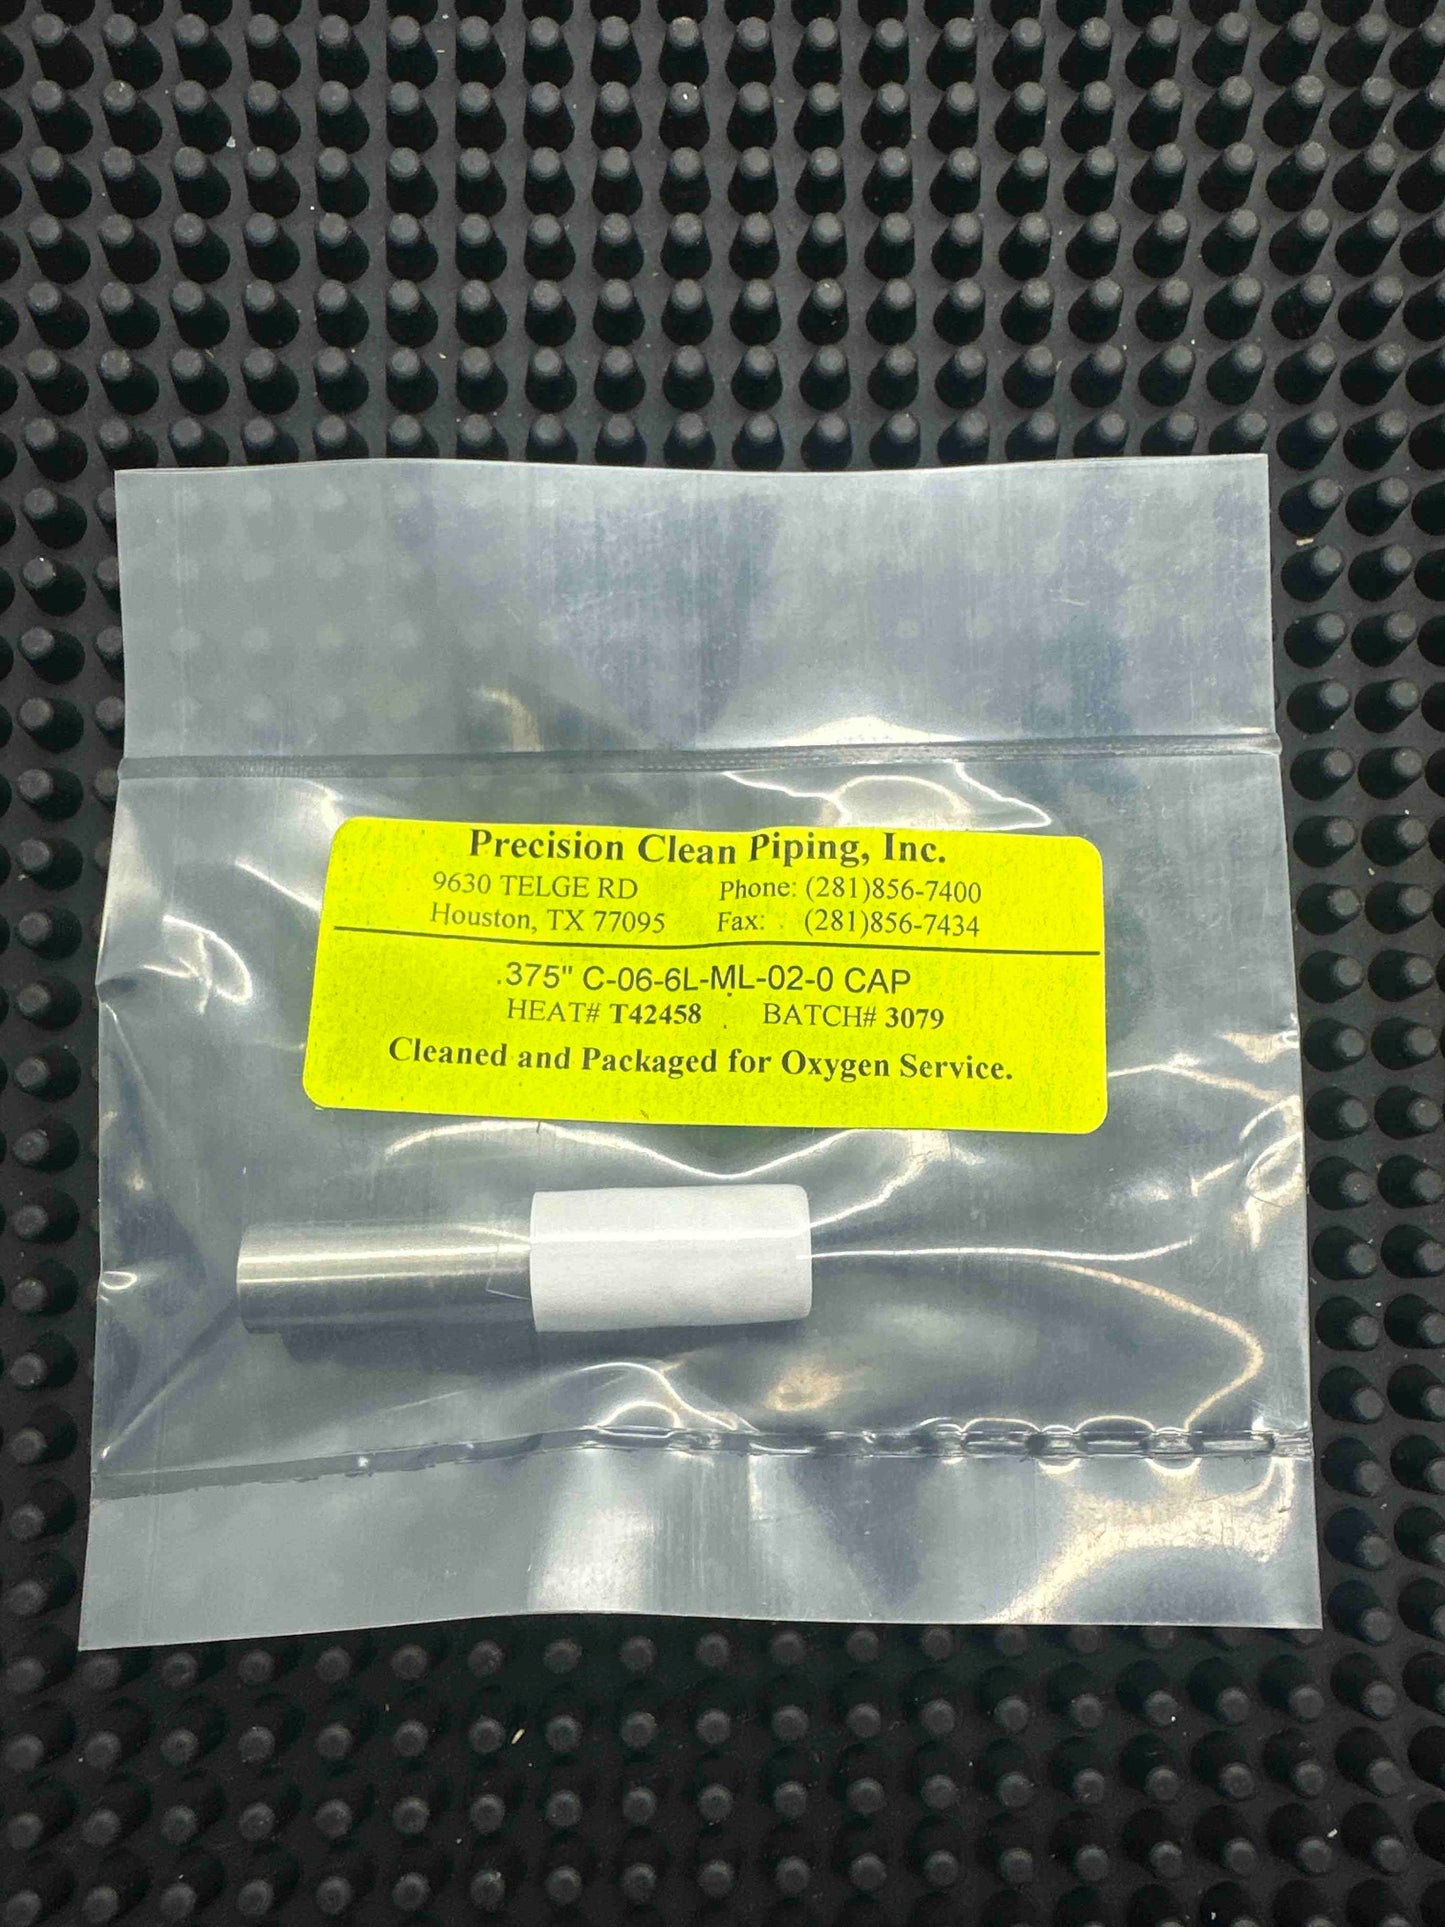 Precision Clean Piping, Inc.
9630 TELGE RD Phone: (281)856-7400
Houston, TX 77095 Fax: (281)856-7434
.375" C-06-6L-ML-02-0 CAP
HEAT# T42458 BATCH# 3079
Cleaned and Packaged for Oxygen Service.